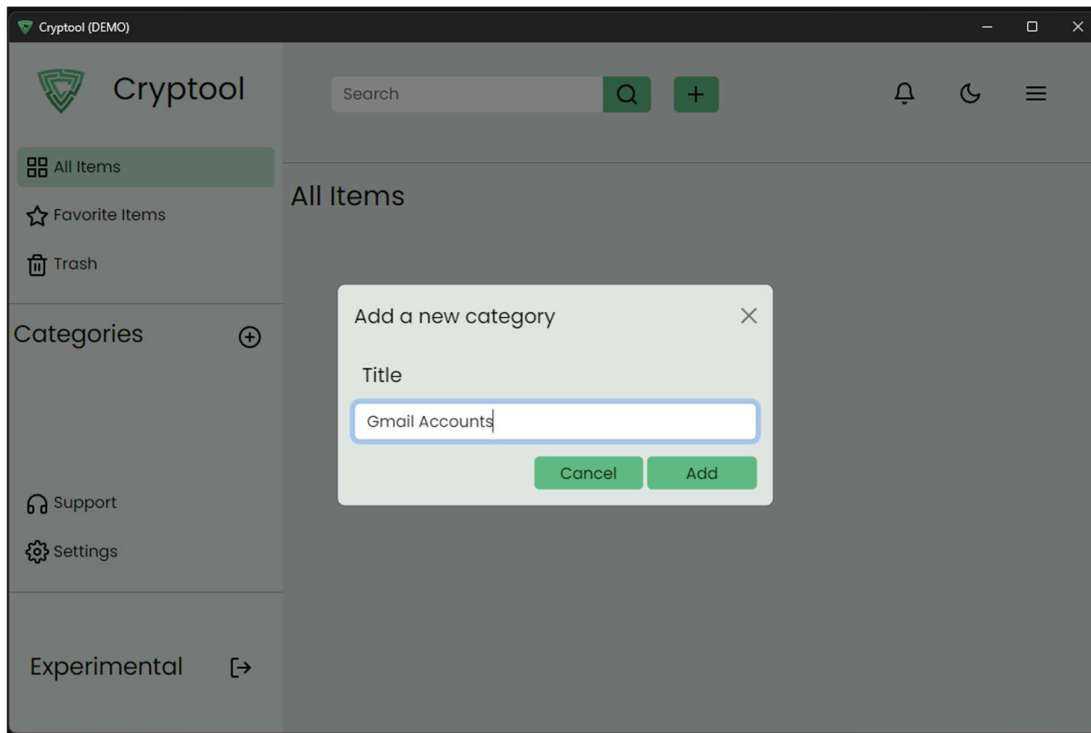 Cryptool (DEMO)
Cryptool
Search
All Items
Favorite Items
Trash
Categories
Support
Settings
Experimental
All Items
Add a new category
Title
Gmail Accounts
Cancel Add